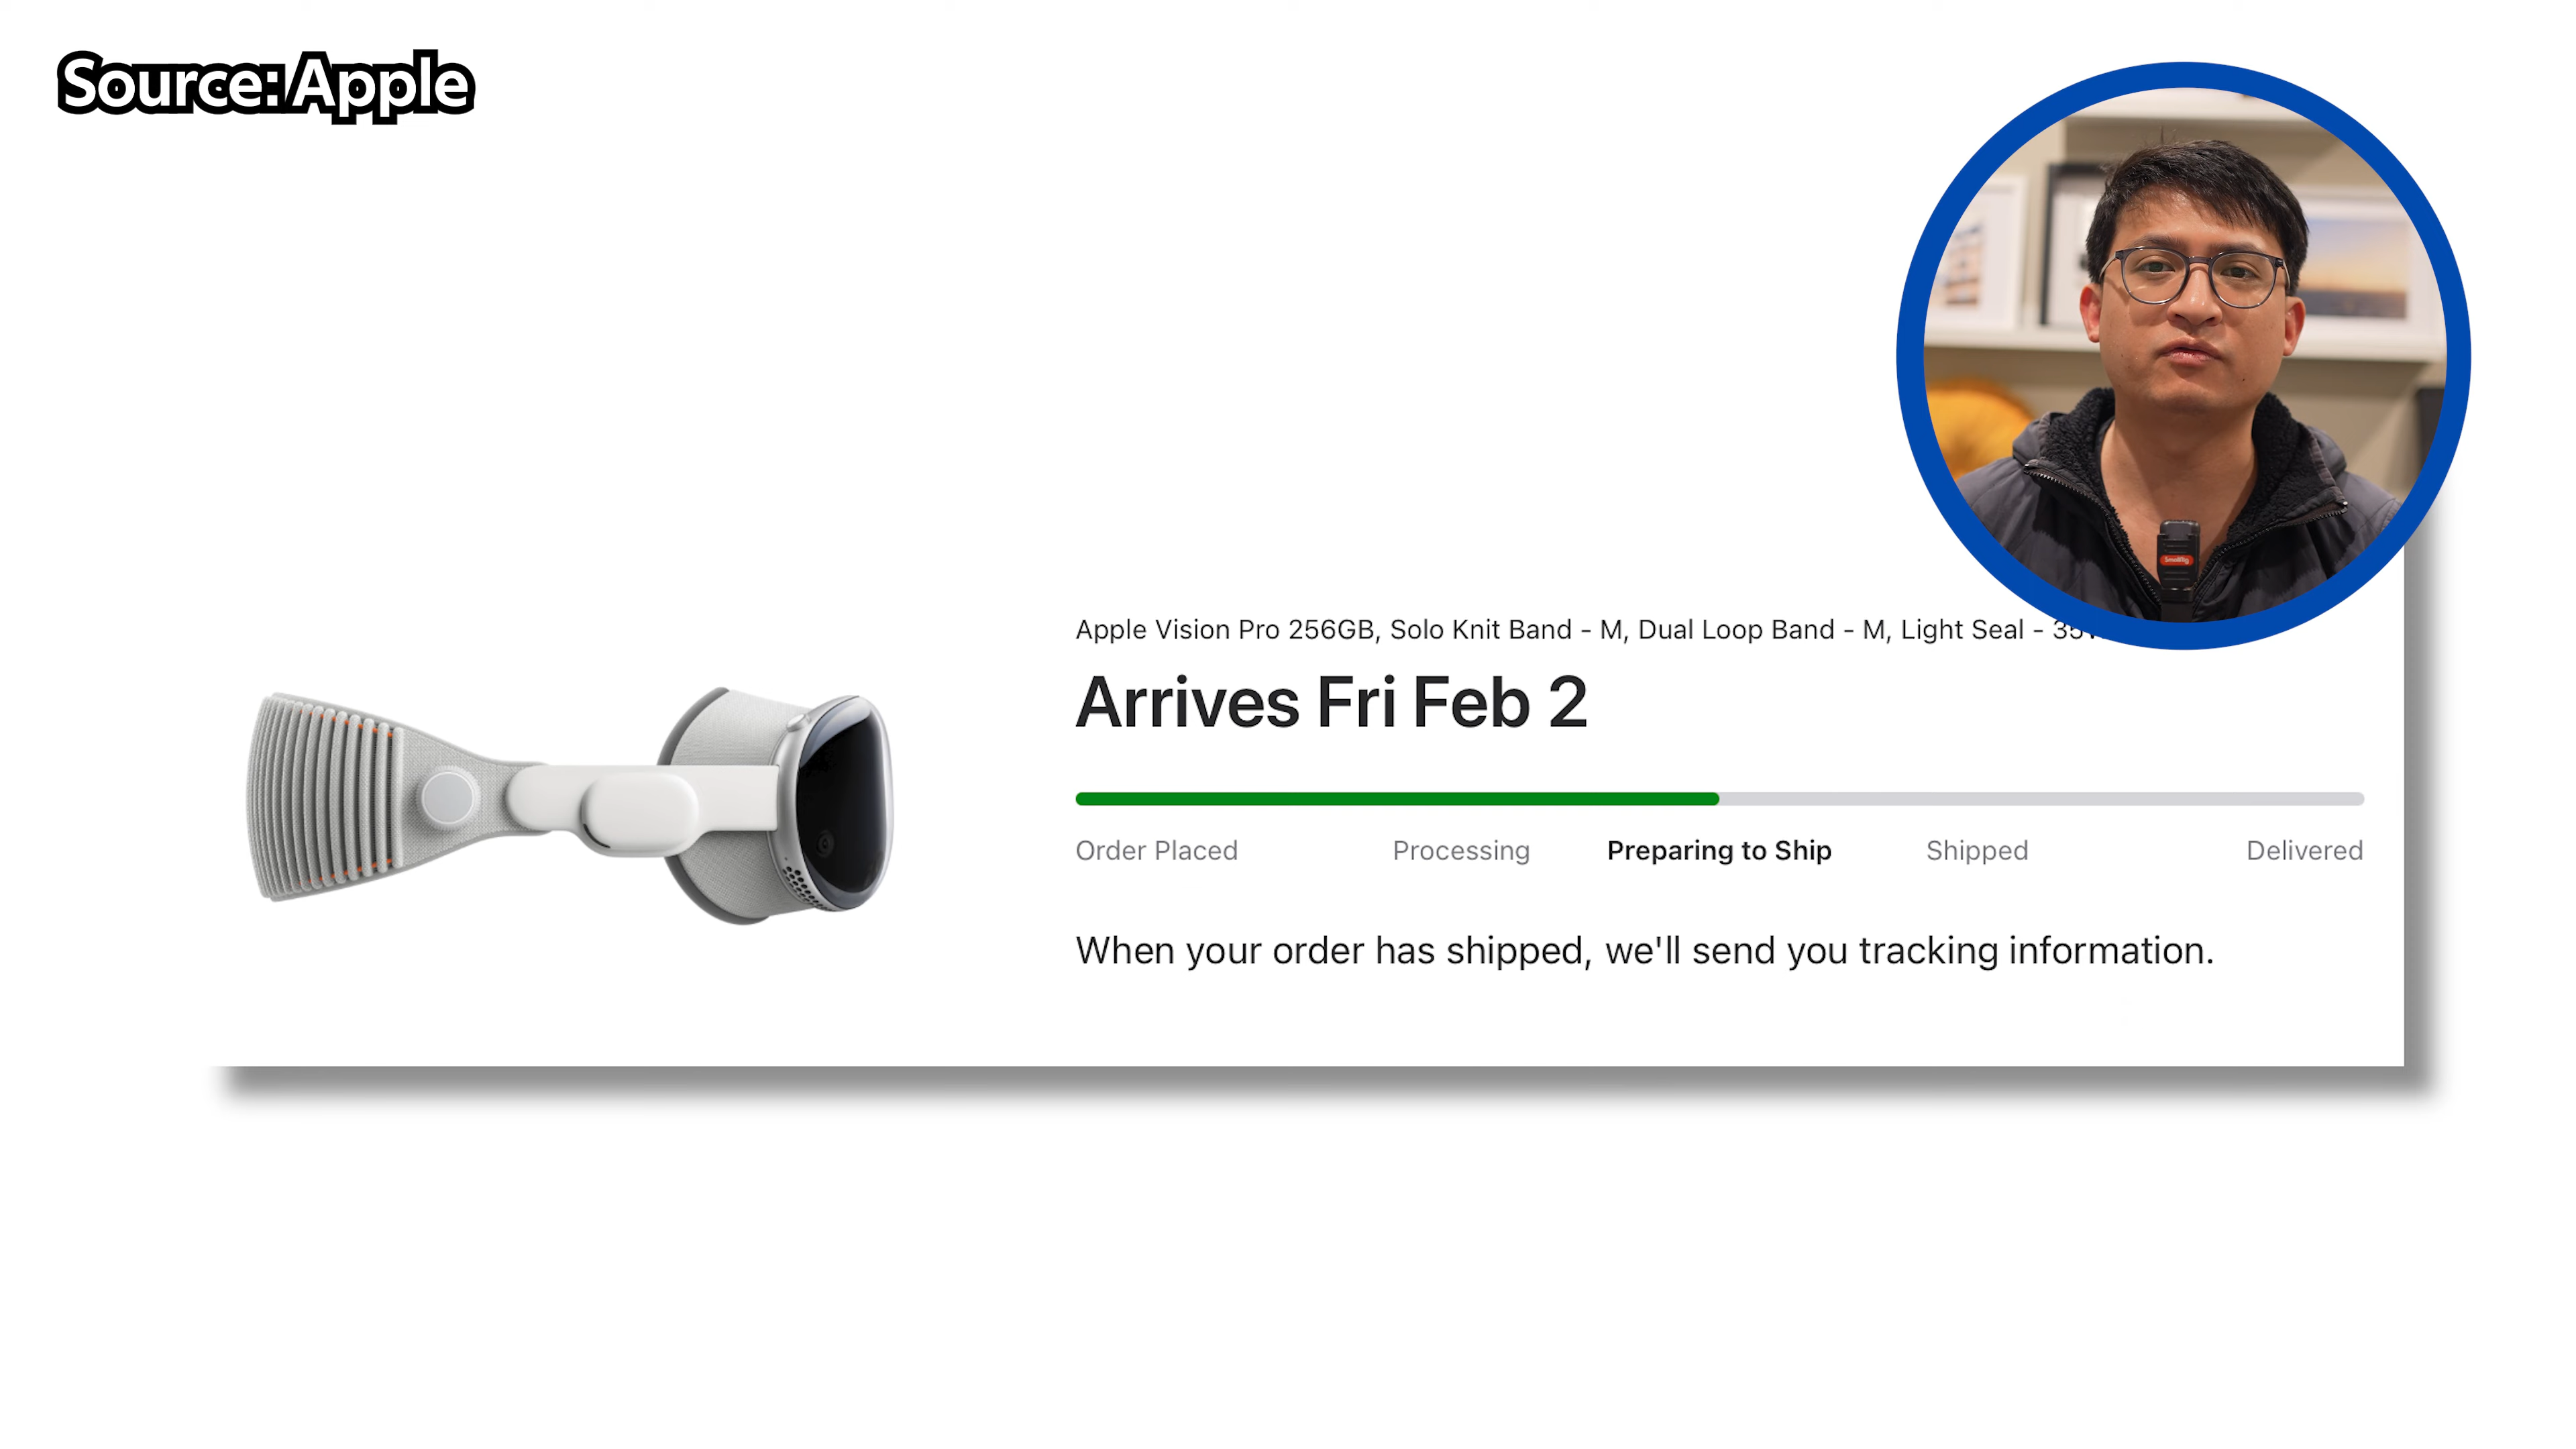 Source: Apple
SmallRig
Apple Vision Pro 256GB, Solo Knit Band - M, Dual Loop Band - M, Light Seal -
Arrives Fri Feb 2
Order Placed Processing Preparing to Ship Shipped Delivered
When your order has shipped, we'll send you tracking information.